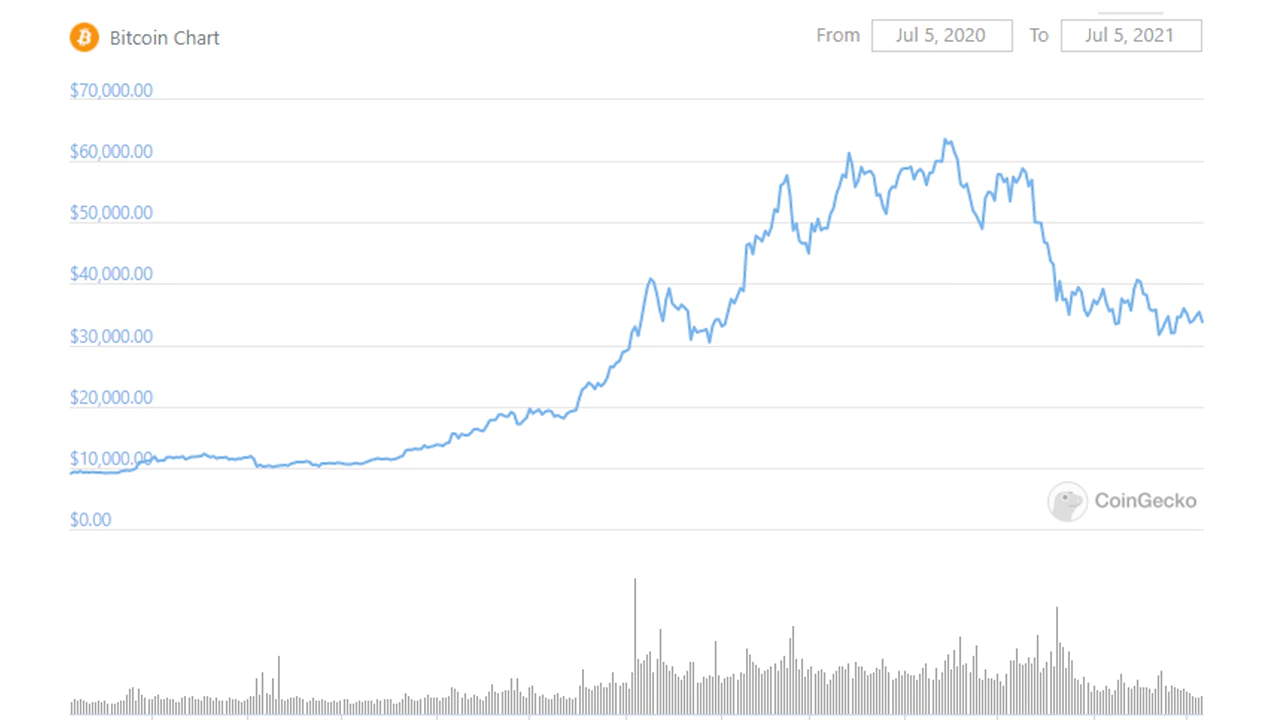 Bitcoin Chart
From Jul 5, 2020 To Jul 5, 2021
$70,000.00
$60,000.00
$50,000.00
$40,000.00
$30,000.00
$20,000.00
$10,000.00
CoinGecko
$0.00